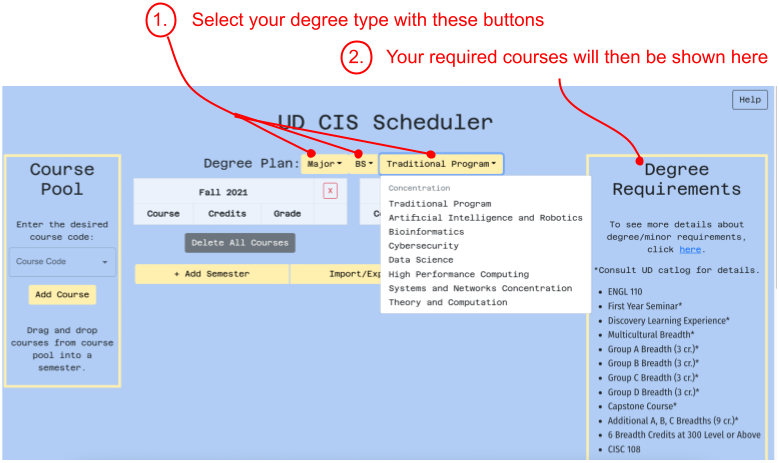 1. Select your degree type with these buttons
2. Your required courses will then be shown here
Help
UD CIS Scheduler
Course
Pool
Enter the desired
course code:
Course Code
Add Course
Drag and drop
courses from course
pool into a
semester.
Degree Plan: Major BS Traditional Program
Fall 2021 x
Course Credits Grade
Delete All Courses
+ Add Semester Import/Exp
Concentration
Traditional Program
Artificial Intelligence and Robotics
Bioinformatics
Cybersecurity
Data Science
High Performance Computing
Systems and Networks Concentration
Theory and Computation
Degree
Requirements
To see more details about
degree/minor requirements,
click here.
*Consult UD catlog for details.
• ENGL 110
• First Year Seminar*
• Discovery Learning Experience*
• Multicultural Breadth*
• Group A Breadth (3 cr.)*
• Group B Breadth (3 cr.)*
• Group C Breadth (3 cr.)*
• Group D Breadth (3 cr.)*
• Capstone Course*
• Additional A, B, C Breadths (9 cr.)*
• 6 Breadth Credits at 300 Level or Above
• CISC 108